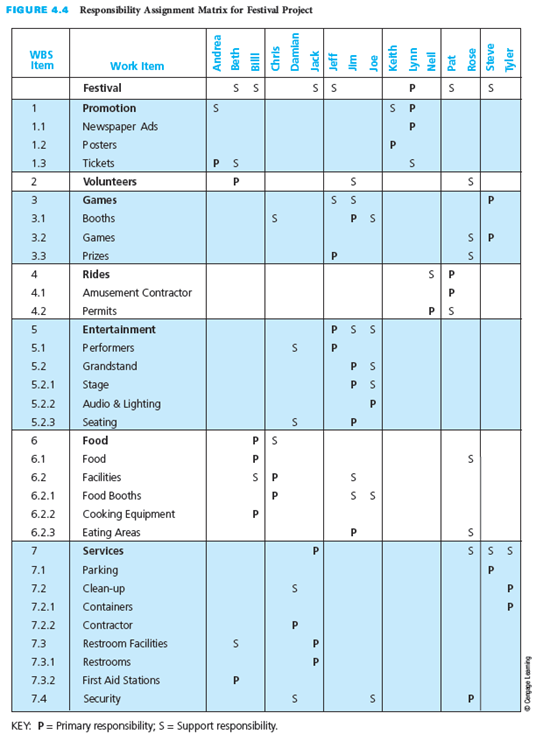 FIGURE 4.4 Responsibility Assignment Matrix for Festival Project
WBS Item Work Item Andrea Beth Bill Chris Damian Jack Jeff Jim Joe Keith Lynn Neil Pat Rose Steve Tyler
Festival S S S S P S S
1 Promotion S S P
1.1 Newspaper Ads P
1.2 Posters P
1.3 Tickets P S S
2 Volunteers P S S
3 Games S S P
3.1 Booths S P S
3.2 Games S P
3.3 Prizes P S
4 Rides S P
4.1 Amusement Contractor P
4.2 Permits P S
5 Entertainment P S S
5.1 Performers S P
5.2 Grandstand P S
5.2.1 Stage P S
5.2.2 Audio & Lighting P
5.2.3 Seating S P
6 Food P S
6.1 Food P S
6.2 Facilities S P S
6.2.1 Food Booths P S S
6.2.2 Cooking Equipment P
6.2.3 Eating Areas P S
7 Services P S S S
7.1 Parking P
7.2 Clean-up S P
7.2.1 Containers P
7.2.2 Contractor P
7.3 Restroom Facilities S P
7.3.1 Restrooms P
7.3.2 First Aid Stations P
7.4 Security S S P
© Cengage Learning
KEY: P = Primary responsibility; S = Support responsibility.